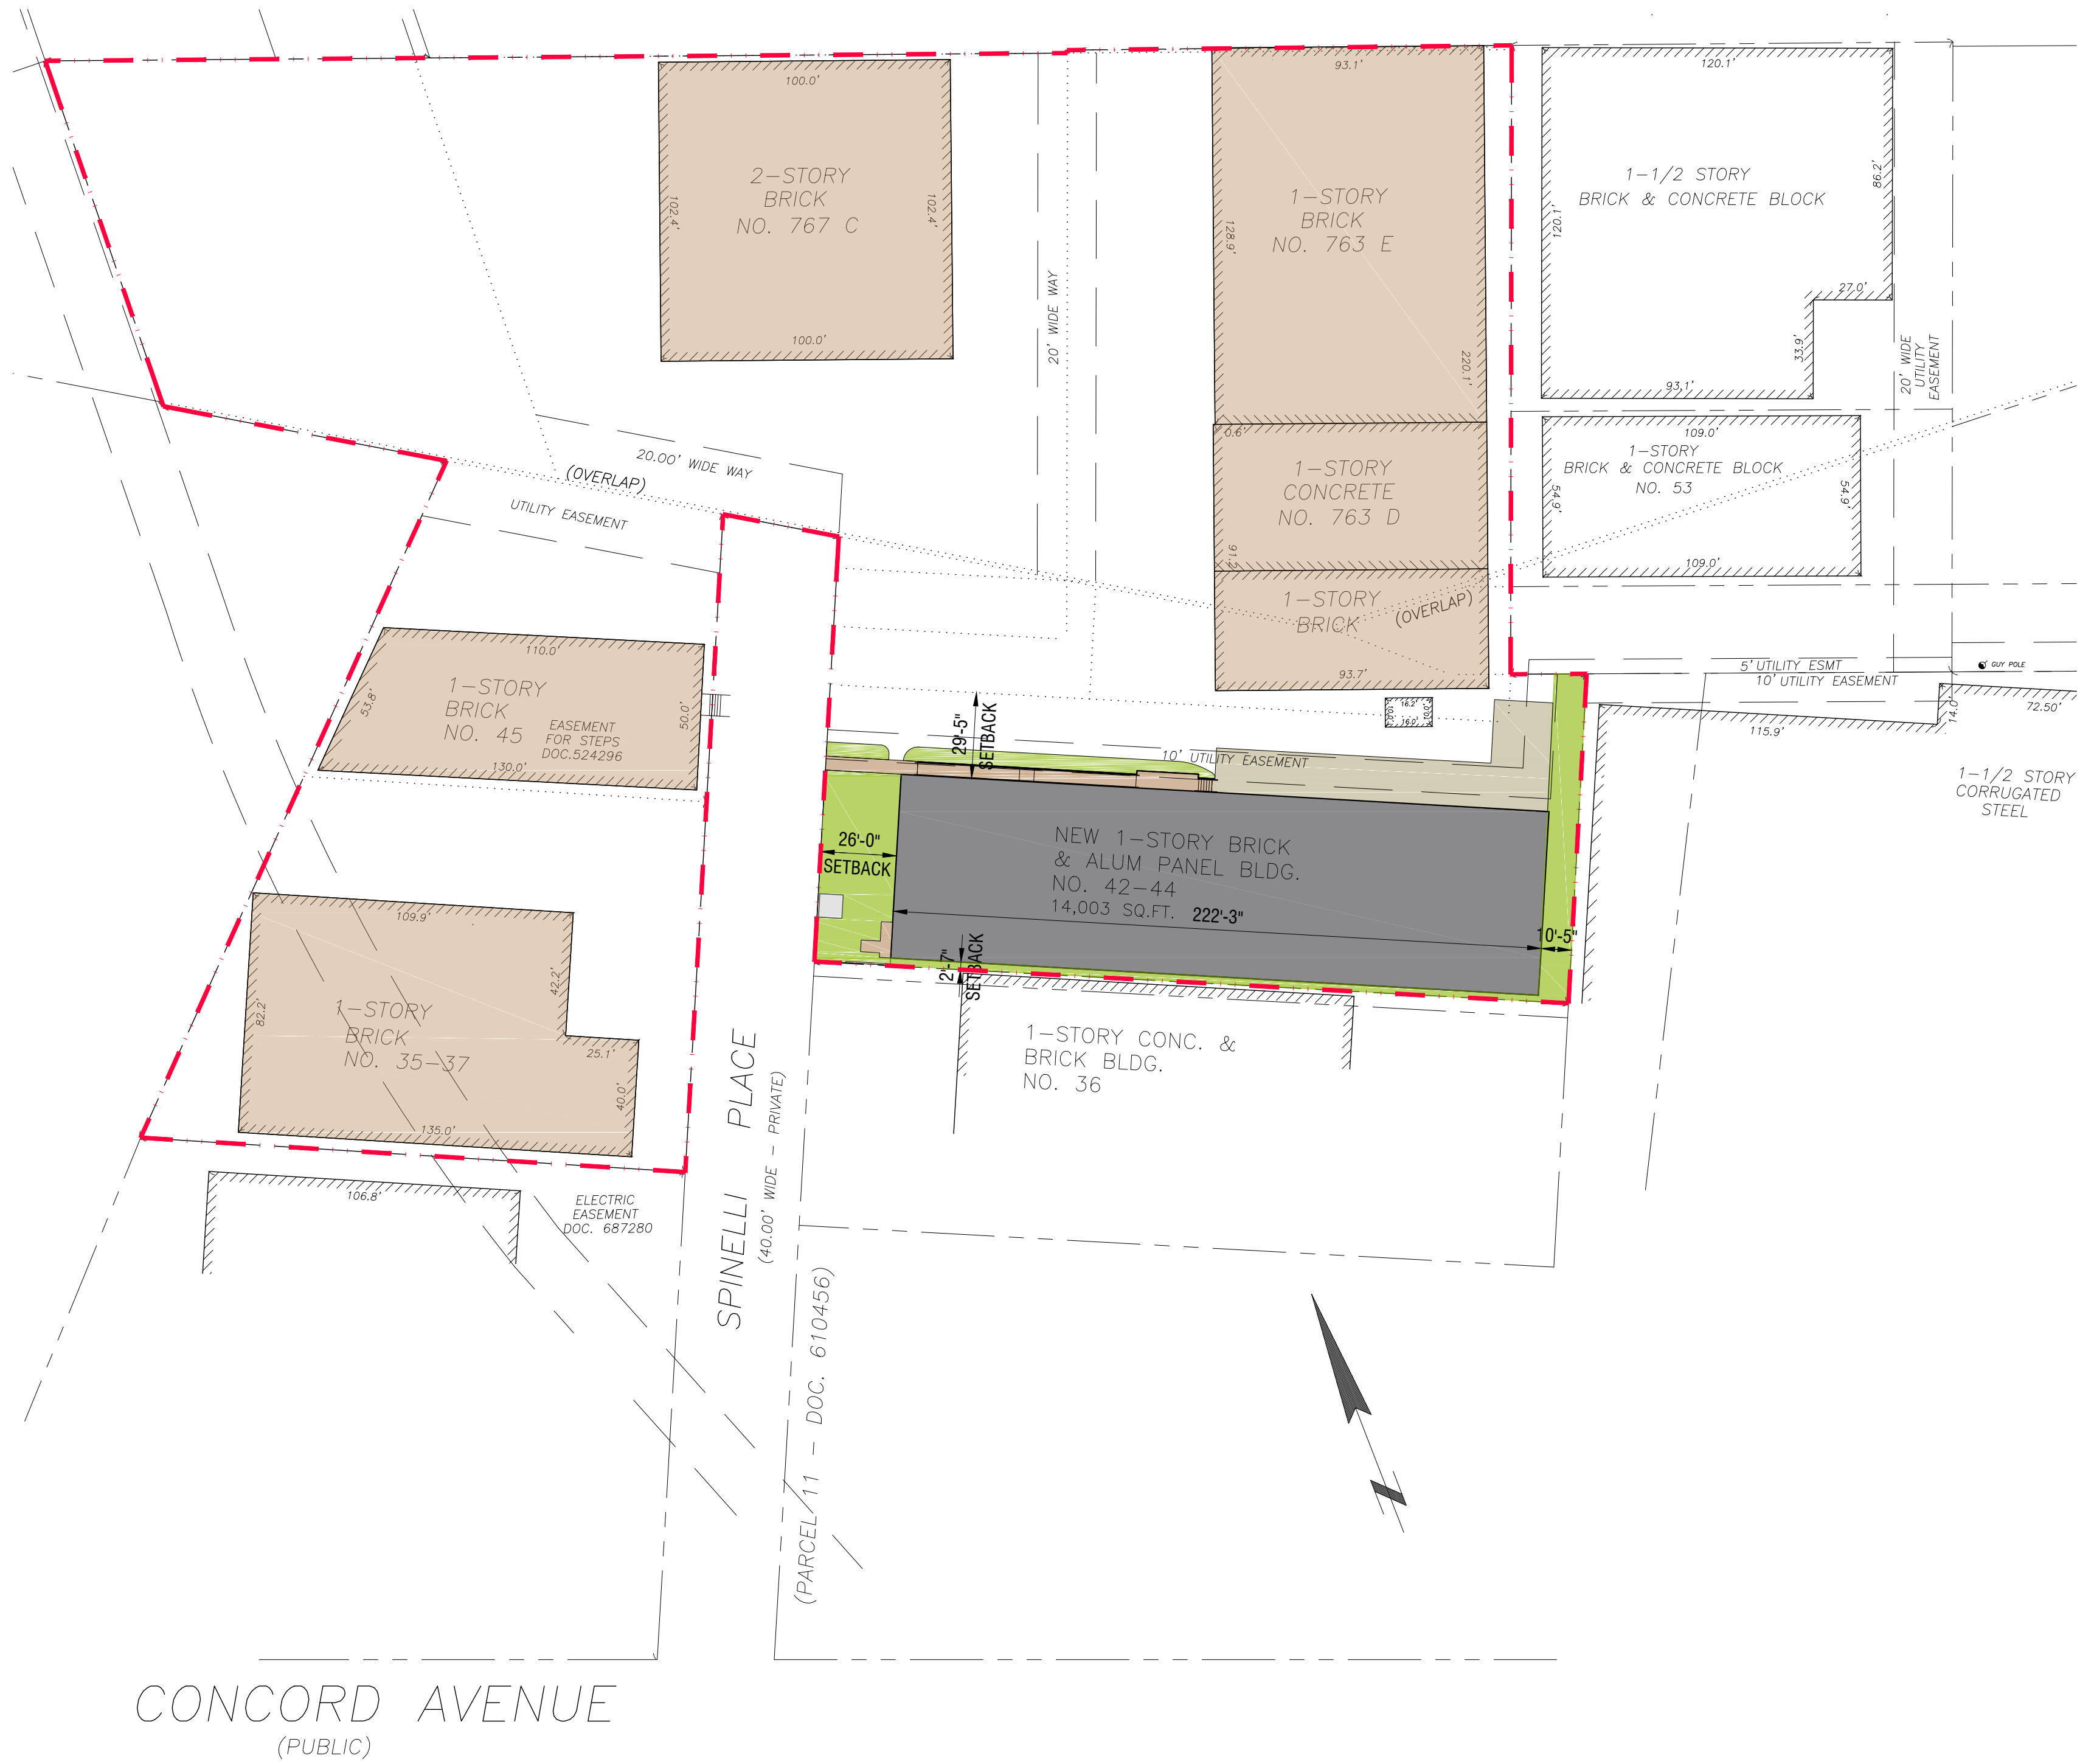 100.0'
102.4'
2-STORY
BRICK
NO. 767 C
102.4'
100.0'
20' WIDE WAY
93.1'
128.9'
1-STORY
BRICK
NO. 763 E
220.1'
0.6'
1-STORY
CONCRETE
NO. 763 D
91.2'
1-STORY
BRICK
(OVERLAP)
93.7'
120.1'
120.1'
1-1/2 STORY
BRICK & CONCRETE BLOCK
86.2'
27.0'
33.9'
93.1'
20' WIDE
UTILITY
EASEMENT
109.0'
1-STORY
BRICK & CONCRETE BLOCK
NO. 53
54.9'
54.9'
109.0'
20.00' WIDE WAY
(OVERLAP)
UTILITY EASEMENT
110.0'
53.8'
1-STORY
BRICK
NO. 45
EASEMENT
FOR STEPS
DOC.524296
50.0'
130.0'
5' UTILITY ESMT
10' UTILITY EASEMENT
GUY POLE
16.2'
10.0'
10.0'
16.0'
14.0'
72.50'
115.9'
1-1/2 STORY
CORRUGATED
STEEL
29'-5"
SETBACK
10' UTILITY EASEMENT
26'-0"
SETBACK
NEW 1-STORY BRICK
& ALUM PANEL BLDG.
NO. 42-44
14,003 SQ.FT.
222'-3"
10'-5"
2'-7"
SETBACK
1-STORY CONC. &
BRICK BLDG.
NO. 36
109.9'
82.2'
42.2'
1-STORY
BRICK
NO. 35-37
25.1'
40.0'
135.0'
106.8'
ELECTRIC
EASEMENT
DOC. 687280
SPINELLI PLACE
(40.00' WIDE - PRIVATE)
(PARCEL 11 - DOC. 610456)
N
CONCORD AVENUE
(PUBLIC)